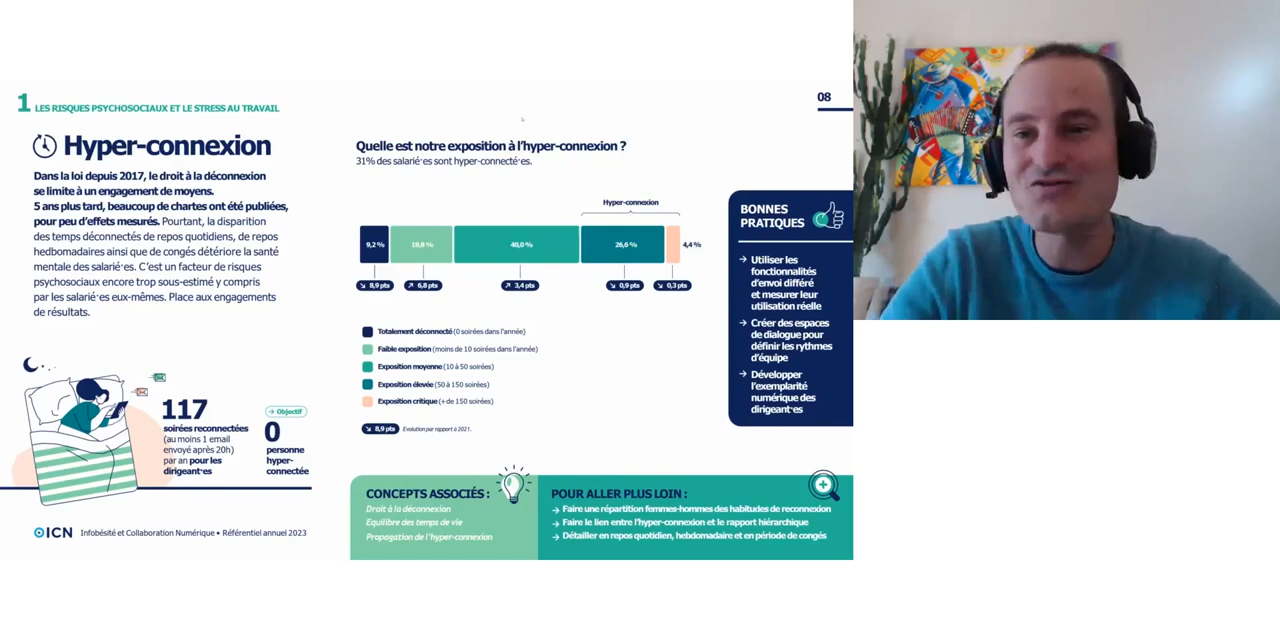 1 LES RISQUES PSYCHOSOCIAUX ET LE STRESS AU TRAVAIL
08
Hyper-connexion
Dans la loi depuis 2017, le droit à la déconnexion
se limite à un engagement de moyens.
5 ans plus tard, beaucoup de chartes ont été publiées,
pour peu d'effets mesurés. Pourtant, la disparition
des temps déconnectés de repos quotidiens, de repos
hedbomadaires ainsi que de congés détériore la santé
mentale des salarié·es. C'est un facteur de risques
psychosociaux encore trop sous-estimé y compris
par les salarié·es eux-mêmes. Place aux engagements
de résultats.
117
soirées reconnectées
(au moins 1 email
envoyé après 20h)
par an pour les
dirigeant·es
→ Objectif
0
personne
hyper-
connectée
ICN Infobésité et Collaboration Numérique • Référentiel annuel 2023
Quelle est notre exposition à l'hyper-connexion ?
31% des salarié·es sont hyper-connecté·es.
Hyper-connexion
9,2 % 19,8 % 40,0 % 26,6 % 4,4 %
↘ 8,9 pts ↗ 6,8 pts ↗ 3,4 pts ↘ 0,9 pts ↘ 0,3 pts
Totalement déconnecté (0 soirées dans l'année)
Faible exposition (moins de 10 soirées dans l'année)
Exposition moyenne (10 à 50 soirées)
Exposition élevée (50 à 150 soirées)
Exposition critique (+ de 150 soirées)
↘ 8,9 pts Evolution par rapport à 2021.
BONNES
PRATIQUES
→ Utiliser les
fonctionnalités
d'envoi différé
et mesurer leur
utilisation réelle
→ Créer des espaces
de dialogue pour
définir les rythmes
d'équipe
→ Développer
l'exemplarité
numérique des
dirigeant·es
CONCEPTS ASSOCIÉS :
Droit à la déconnexion
Equilibre des temps de vie
Propagation de l'hyper-connexion
POUR ALLER PLUS LOIN :
→ Faire une répartition femmes-hommes des habitudes de reconnexion
→ Faire le lien entre l'hyper-connexion et le rapport hiérarchique
→ Détailler en repos quotidien, hebdomadaire et en période de congés